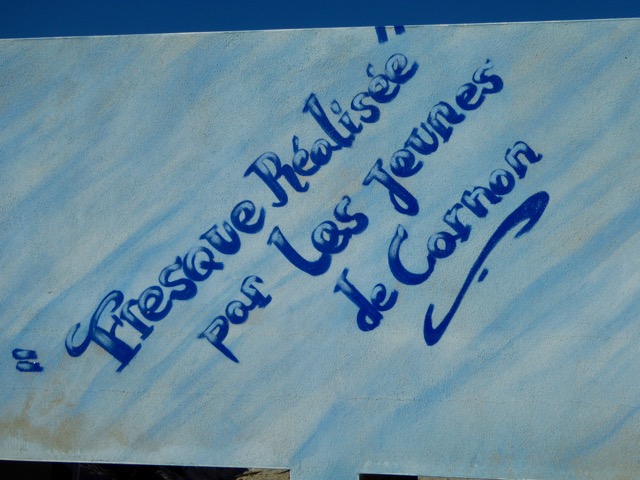 "Fresque Réalisée"
par Les Jeunes
de Carnon